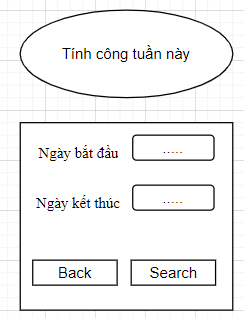 Tính công tuần này
Ngày bắt đầu .....
Ngày kết thúc .....
Back Search